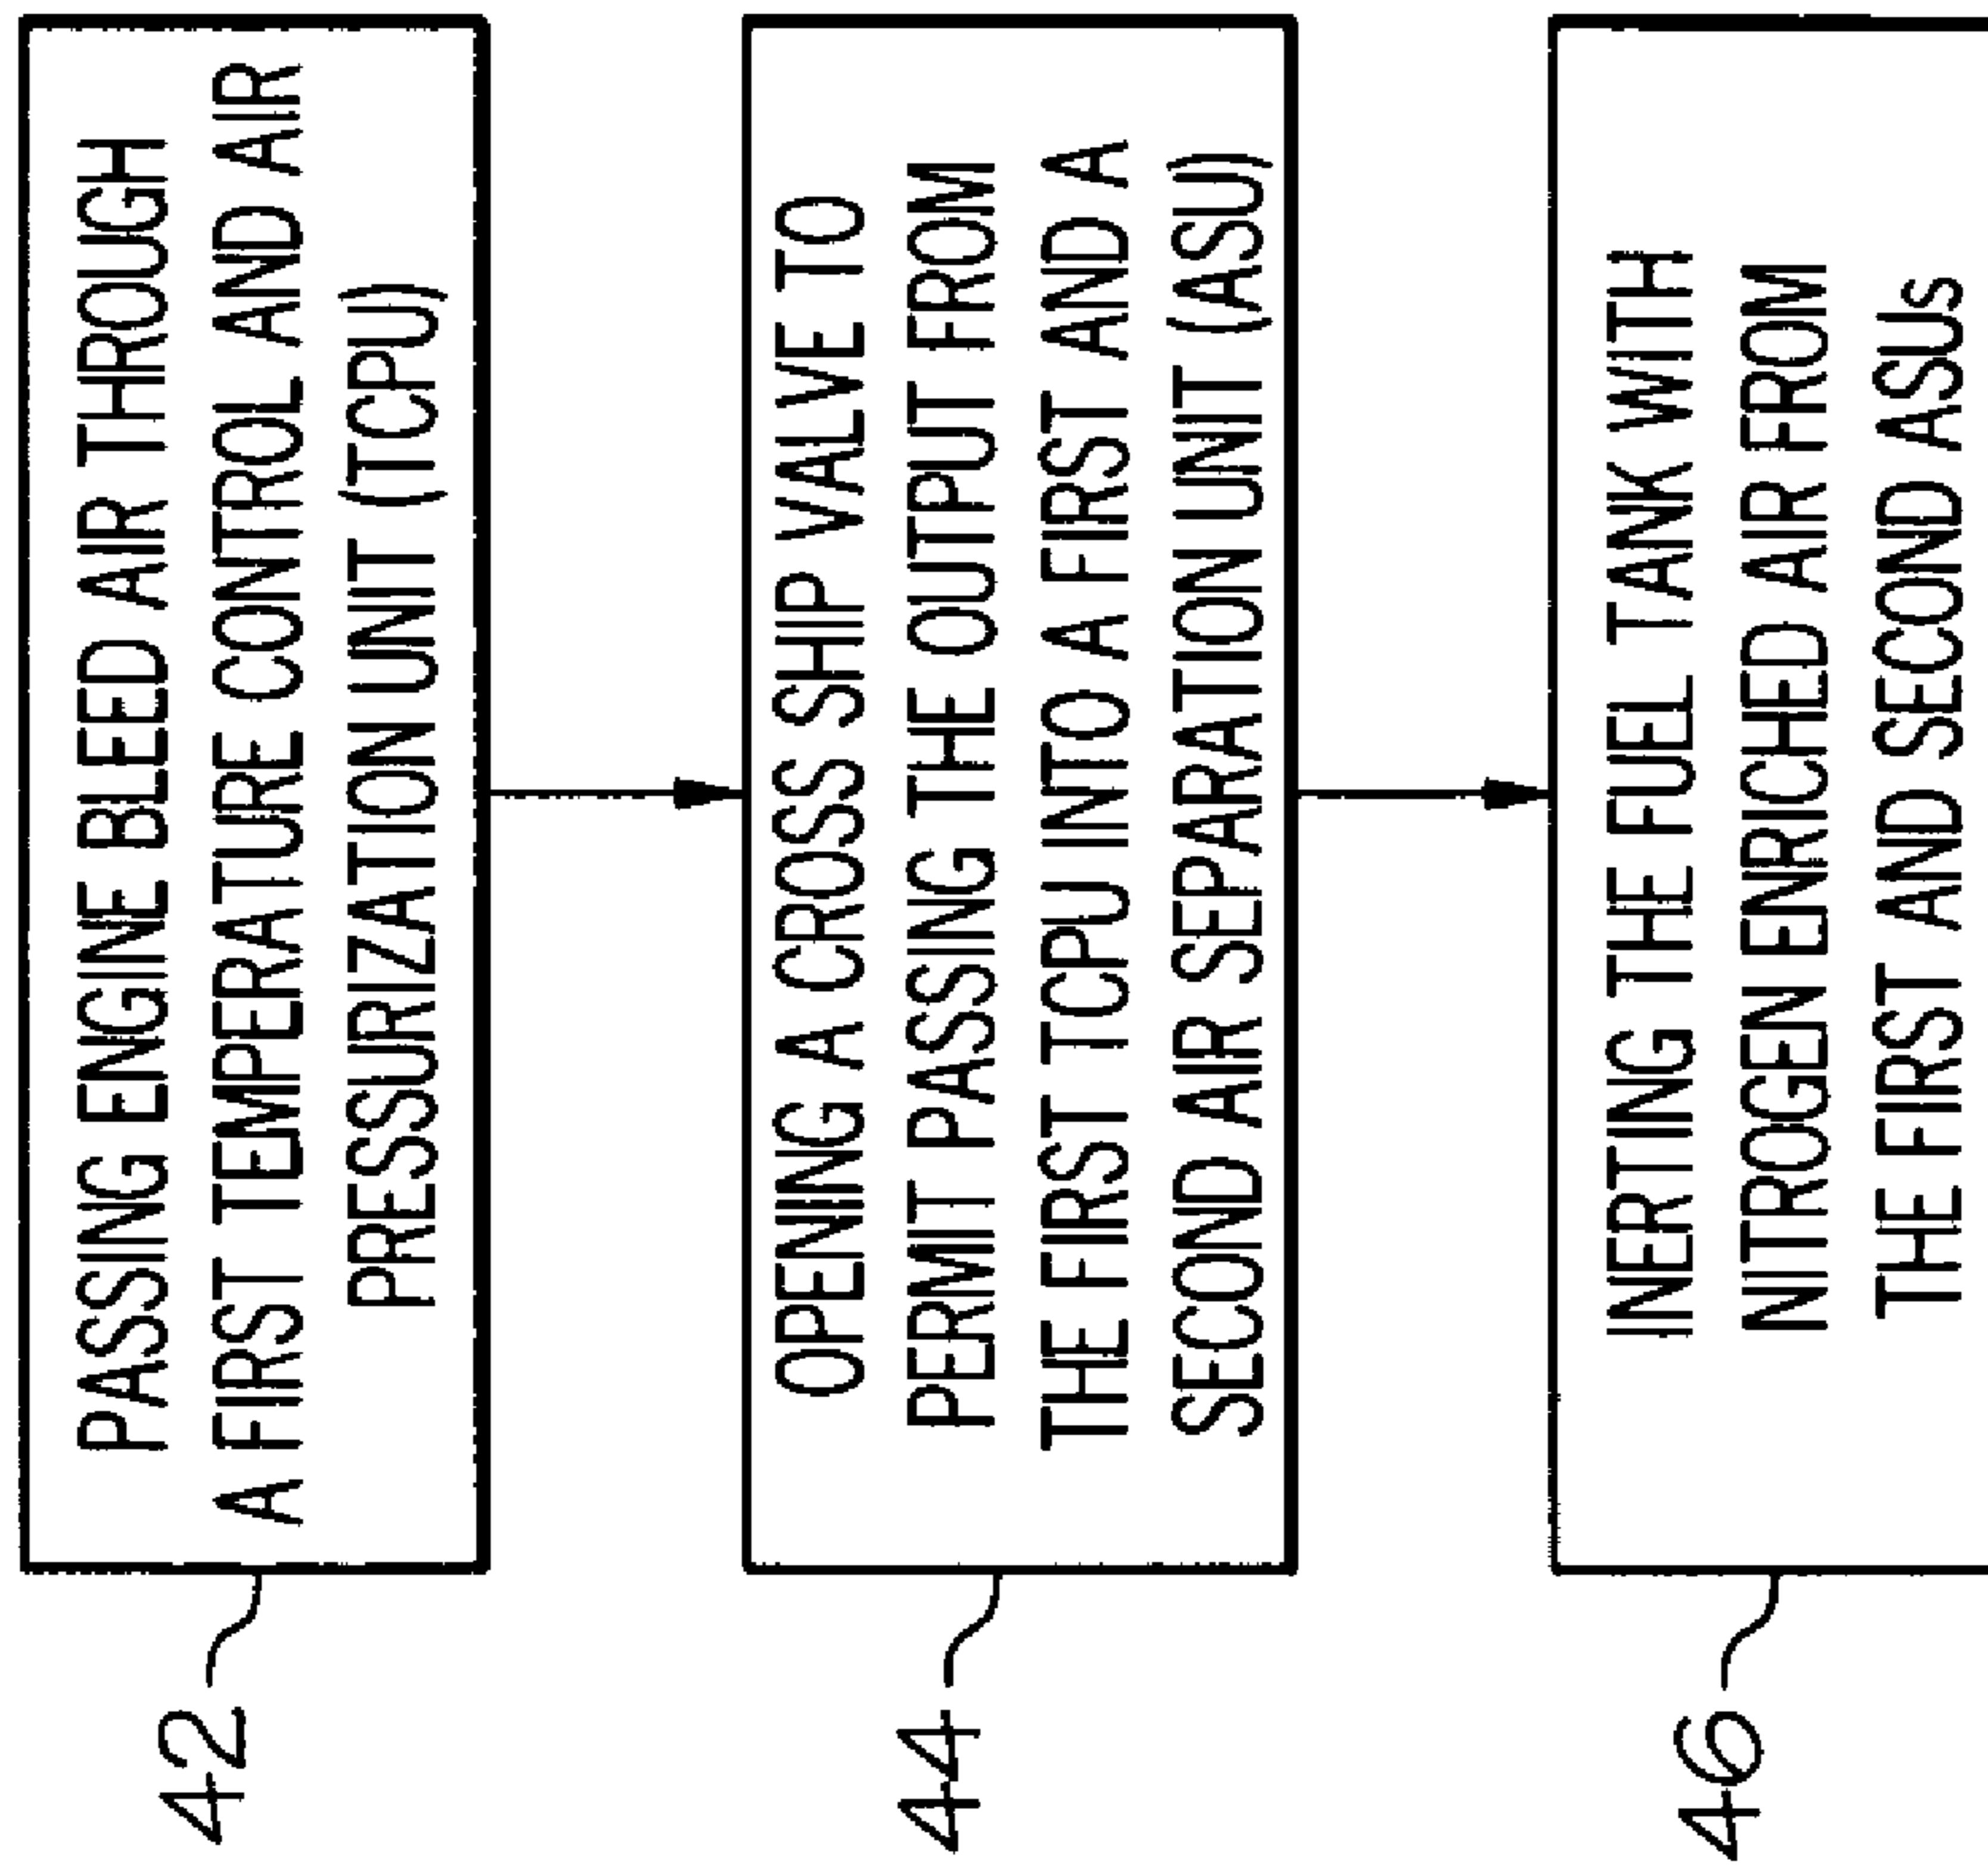 42
PASSING ENGINE BLEED AIR THROUGH
A FIRST TEMPERATURE CONTROL AND AIR
PRESSURIZATION UNIT (TCPU)
44
OPENING A CROSS SHIP VALVE TO
PERMIT PASSING THE OUTPUT FROM
THE FIRST TCPU INTO A FIRST AND A
SECOND AIR SEPARATION UNIT (ASU)
46
INERTING THE FUEL TANK WITH
NITROGEN ENRICHED AIR FROM
THE FIRST AND SECOND ASUs